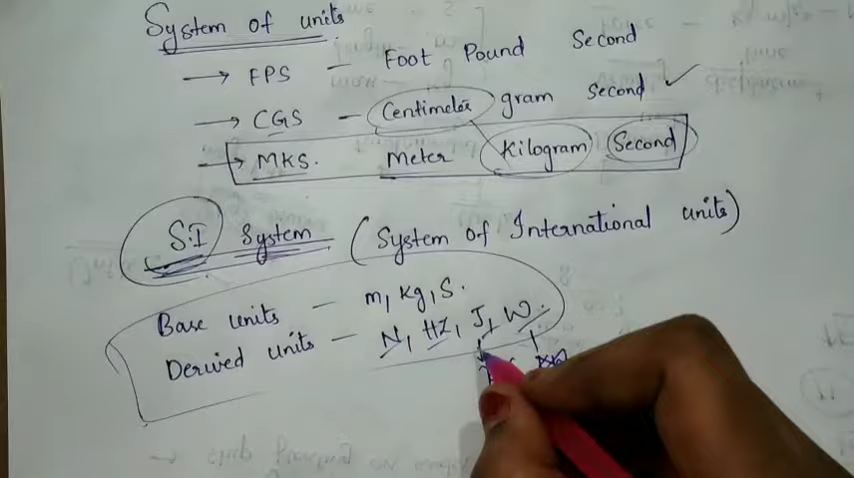 System of units
→ FPS - Foot Pound Second
→ CGS - Centimeter gram Second ✓
→ MKS. Meter Kilogram Second
S.I System (System of International units)
Base units - m, kg, S.
Derived units - N, HZ, J, W.